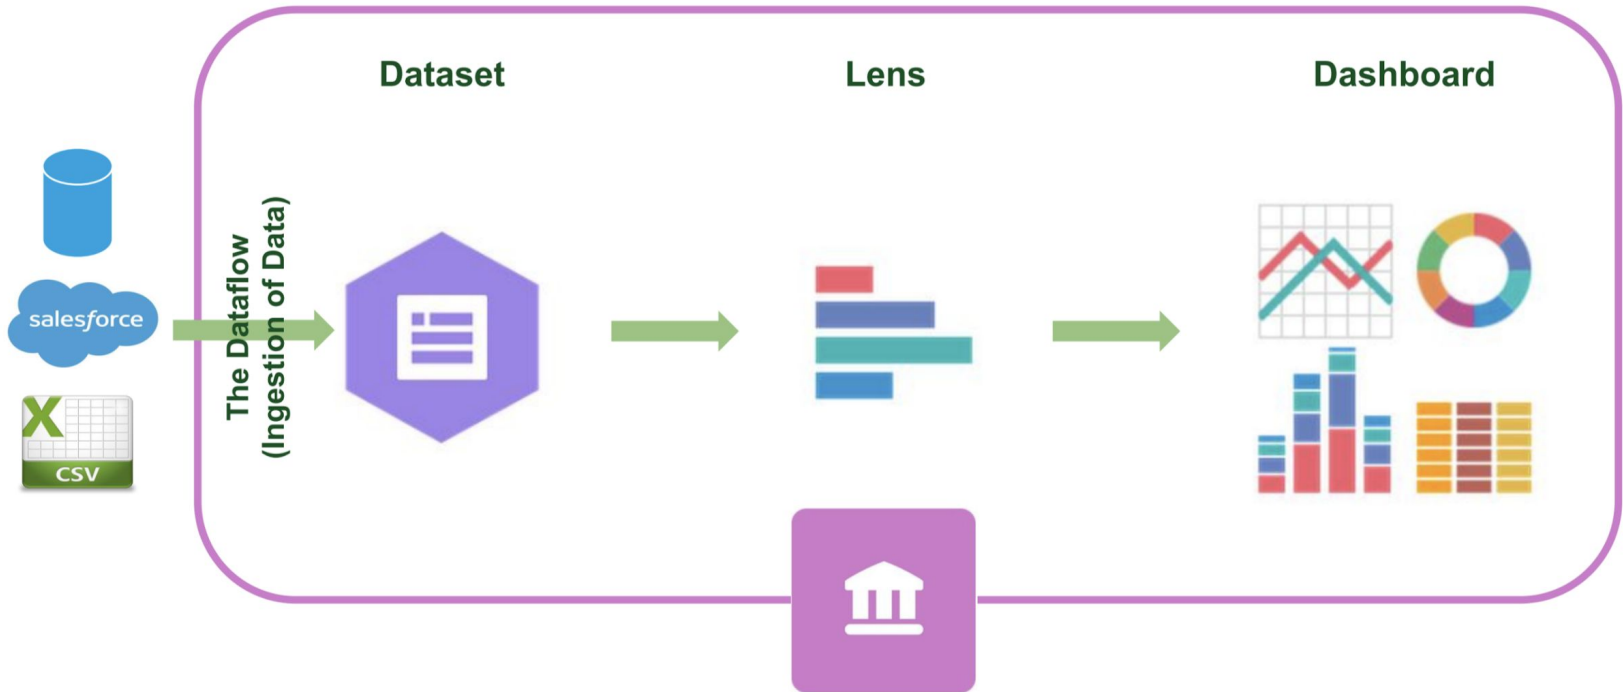 Dataset
Lens
Dashboard
salesforce
The Dataflow
(Ingestion of Data)
X
CSV